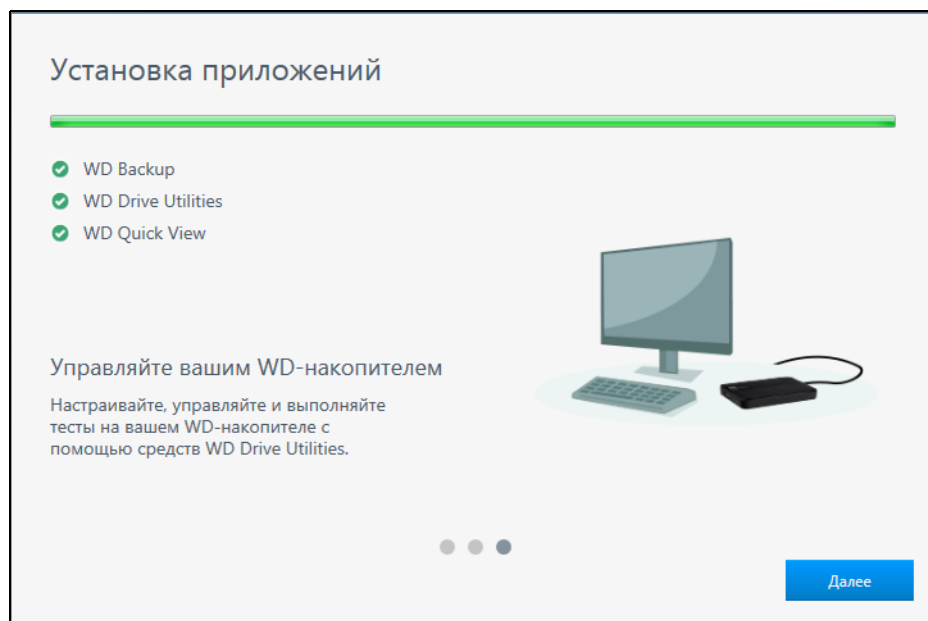 Установка приложений
WD Backup
WD Drive Utilities
WD Quick View
Управляйте вашим WD-накопителем
Настраивайте, управляйте и выполняйте
тесты на вашем WD-накопителе с
помощью средств WD Drive Utilities.
Далее